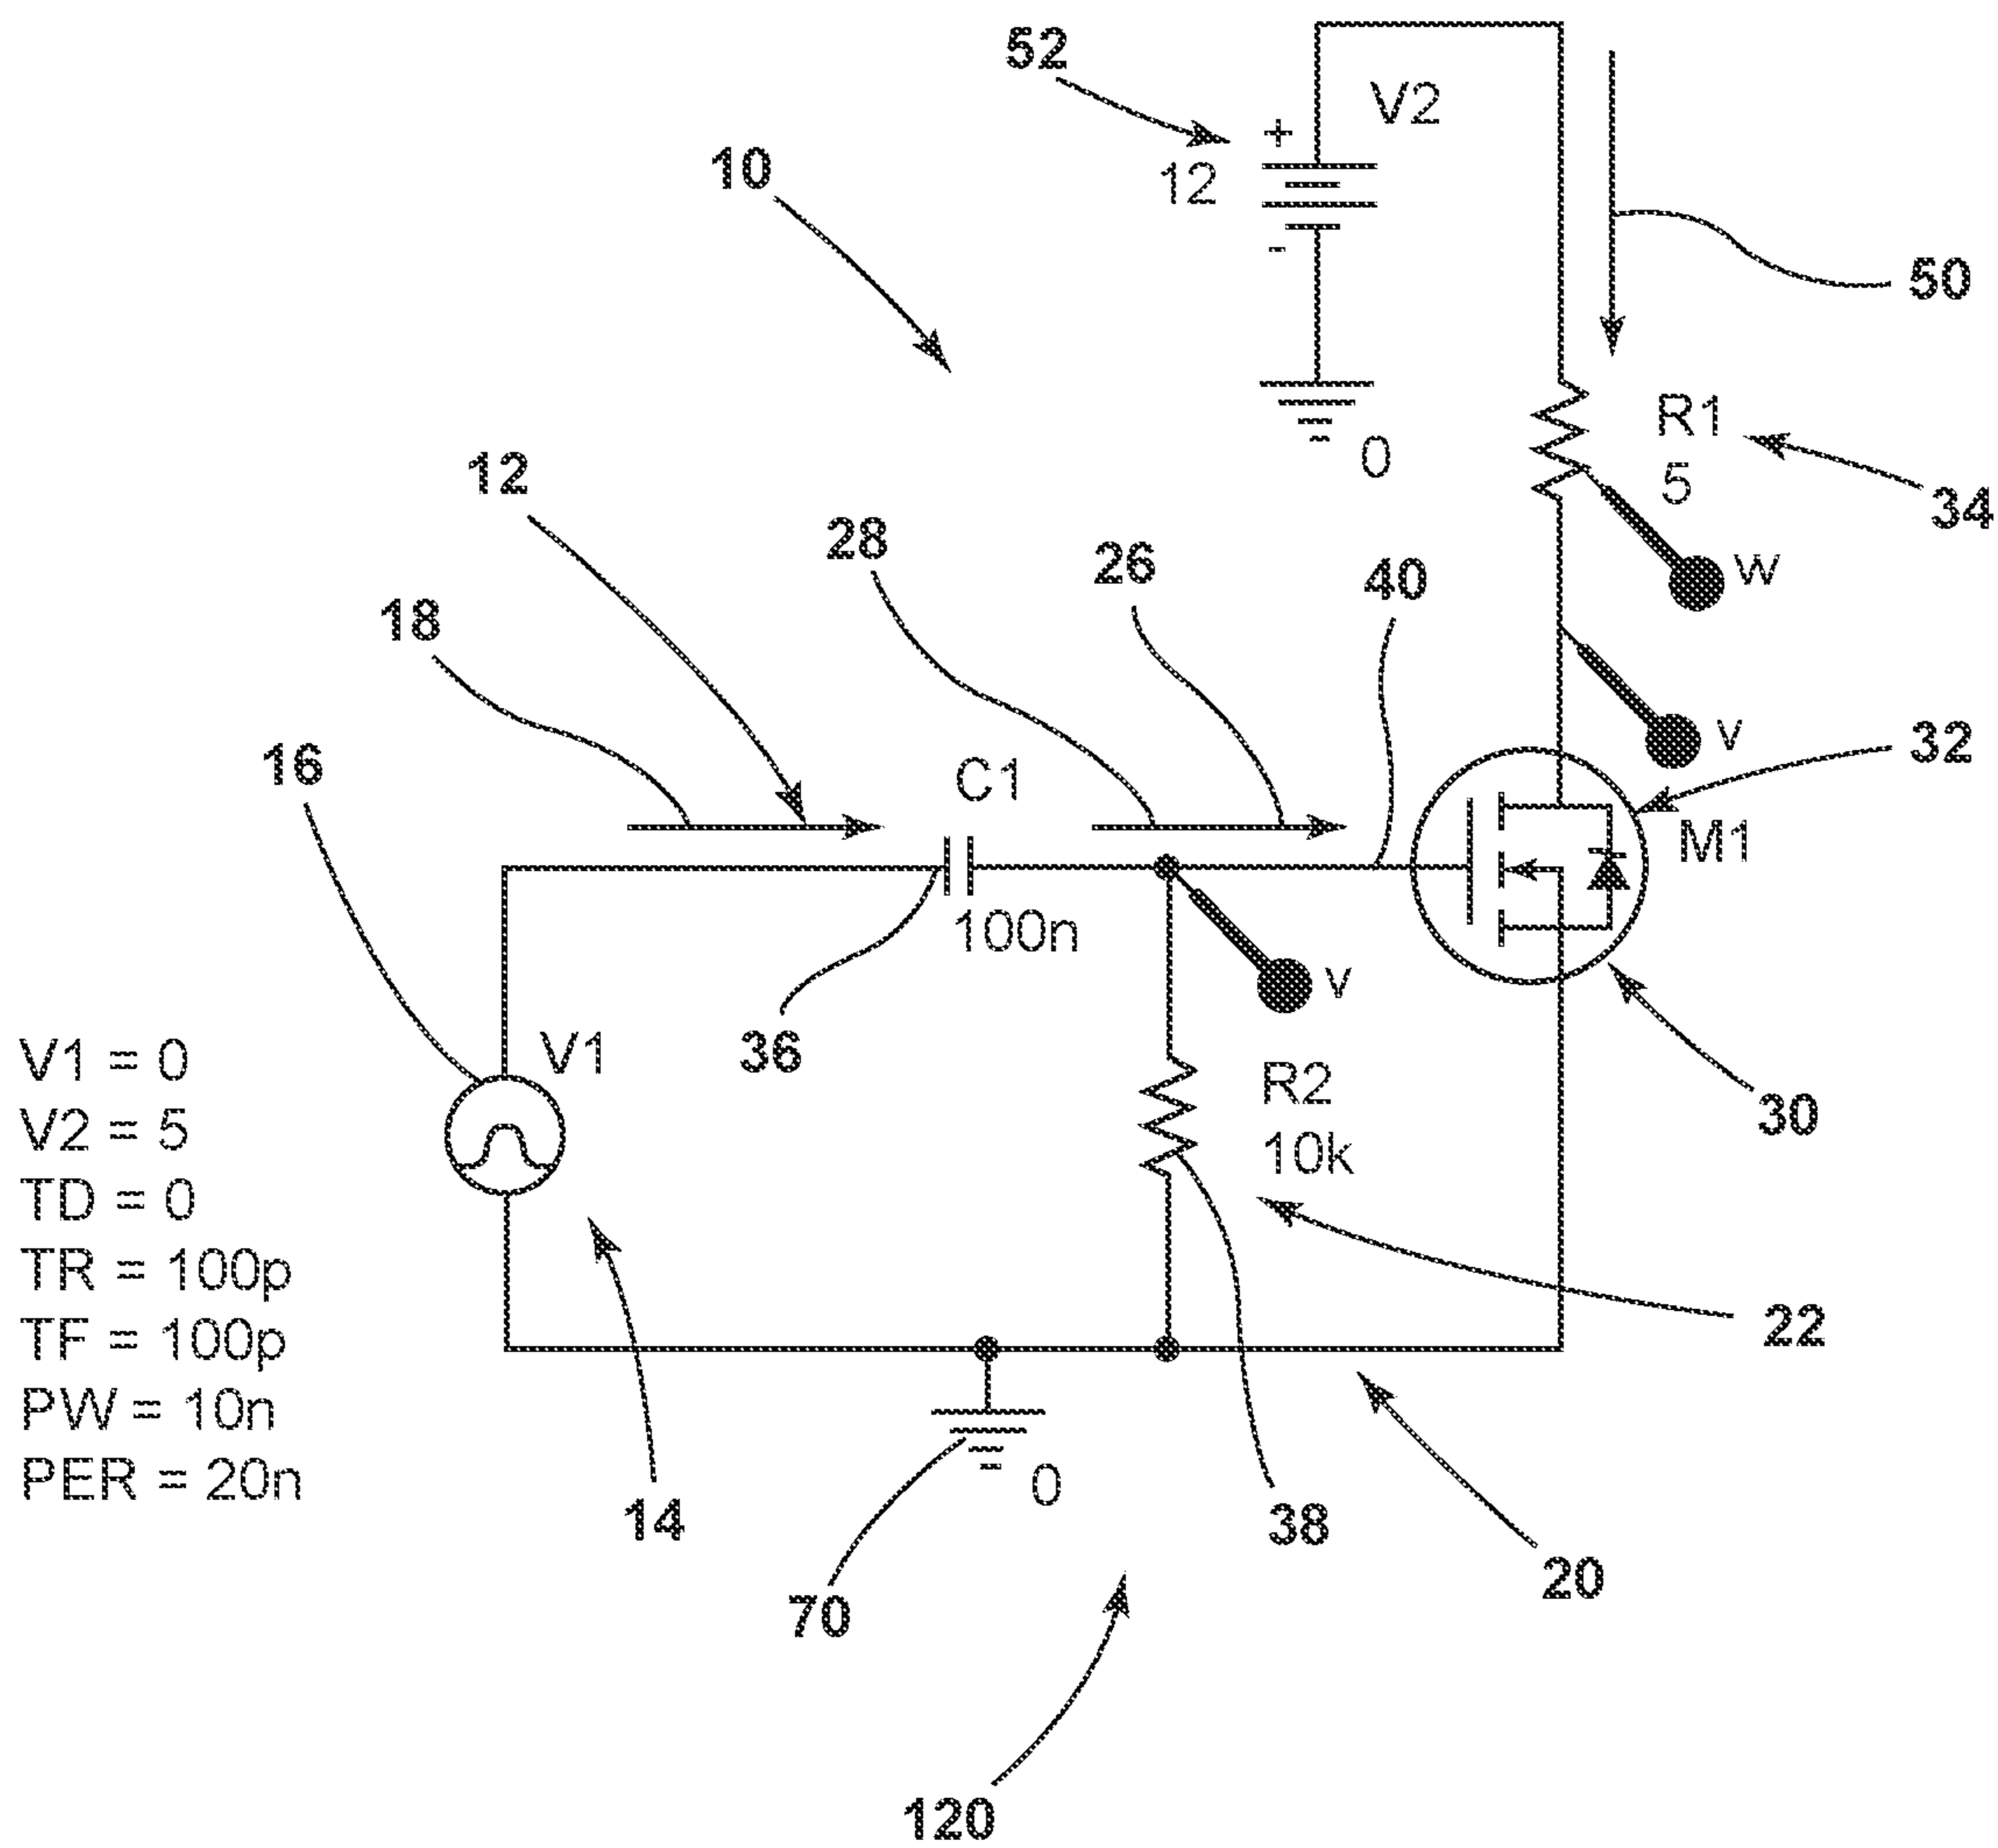 52
V2
+
12
-
10
50
R1
5
34
0
W
12
28
26
40
18
V
32
16
C1
M1
100n
V
36
V1
R2
10k
30
V1 = 0
V2 = 5
TD = 0
TR = 100p
TF = 100p
PW = 10n
PER = 20n
22
14
0
38
20
70
120